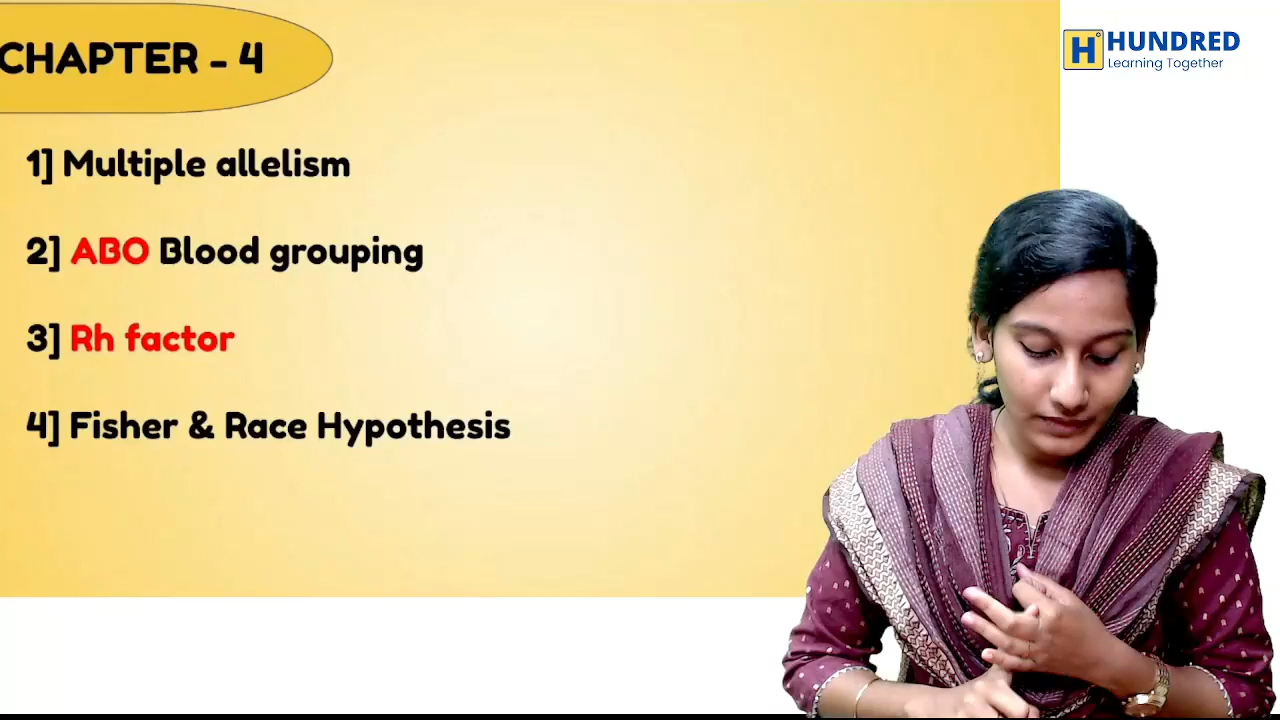 CHAPTER - 4
HUNDRED
Learning Together
1] Multiple allelism
2] ABO Blood grouping
3] Rh factor
4] Fisher & Race Hypothesis